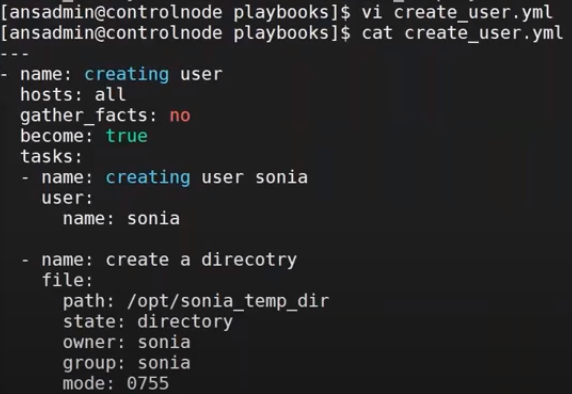 [ansadmin@controlnode playbooks]$ vi create_user.yml
[ansadmin@controlnode playbooks]$ cat create_user.yml
---
- name: creating user
  hosts: all
  gather_facts: no
  become: true
  tasks:
  - name: creating user sonia
    user:
      name: sonia

  - name: create a direcotry
    file:
      path: /opt/sonia_temp_dir
      state: directory
      owner: sonia
      group: sonia
      mode: 0755